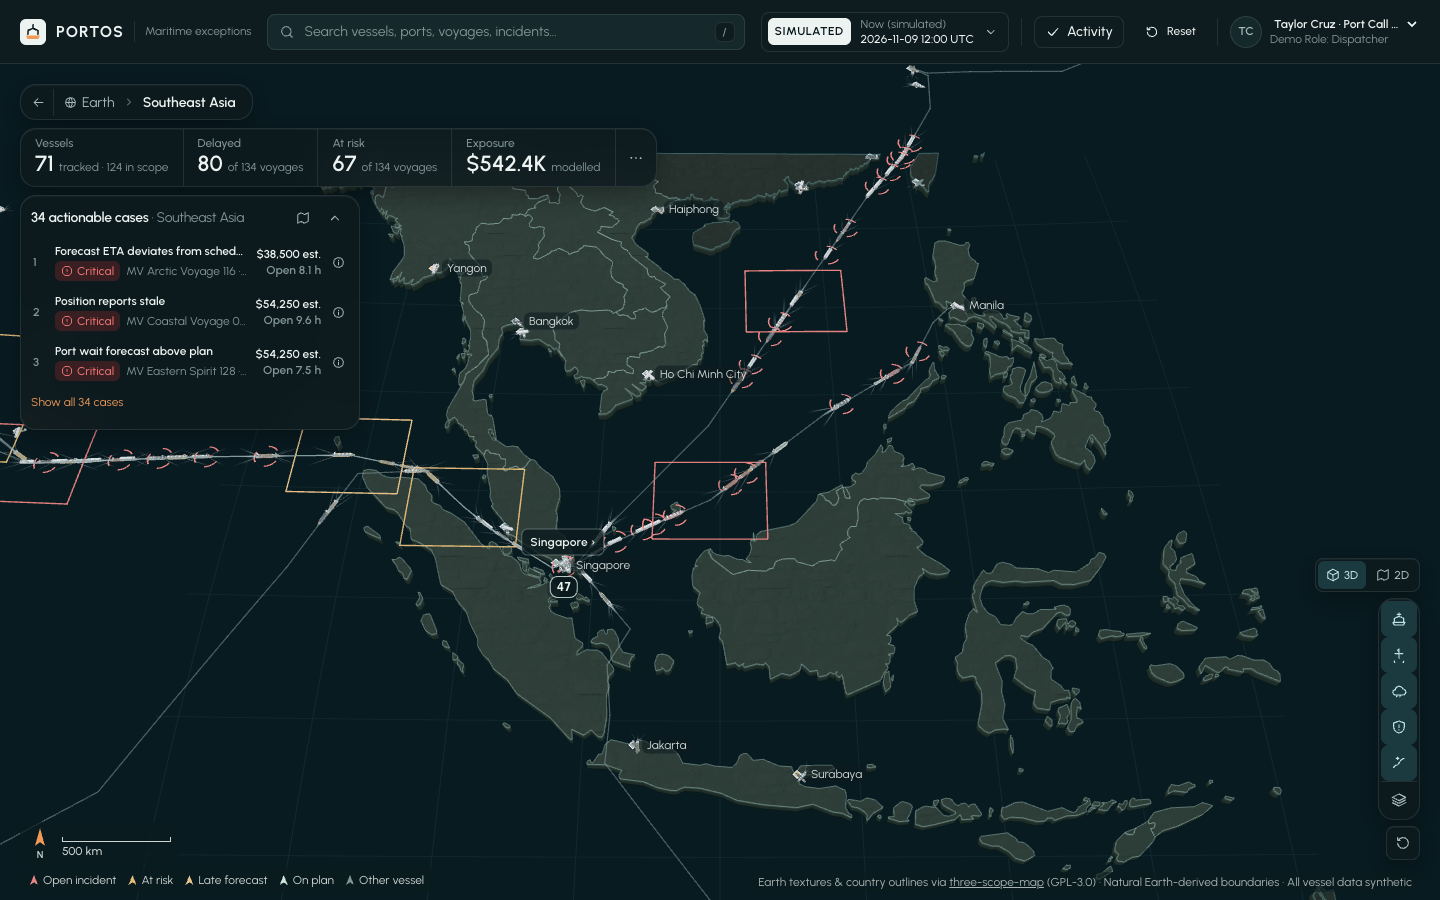 PORTOS
Maritime exceptions
Search vessels, ports, voyages, incidents...
/
SIMULATED
Now (simulated)
2026-11-09 12:00 UTC
Activity
Reset
TC
Taylor Cruz · Port Call ...
Demo Role: Dispatcher
Earth
Southeast Asia
Vessels
71 tracked · 124 in scope
Delayed
80 of 134 voyages
At risk
67 of 134 voyages
Exposure
$542.4K modelled
...
34 actionable cases · Southeast Asia
1
Forecast ETA deviates from sched...
$38,500 est.
Critical
MV Arctic Voyage 116 ·...
Open 8.1 h
2
Position reports stale
$54,250 est.
Critical
MV Coastal Voyage 0...
Open 9.6 h
3
Port wait forecast above plan
$54,250 est.
Critical
MV Eastern Spirit 128 ·...
Open 7.5 h
Show all 34 cases
Haiphong
Yangon
Bangkok
Manila
Ho Chi Minh City
Singapore ›
Singapore
47
Jakarta
Surabaya
3D
2D
N
500 km
Open incident
At risk
Late forecast
On plan
Other vessel
Earth textures & country outlines via three-scope-map (GPL-3.0) · Natural Earth-derived boundaries · All vessel data synthetic